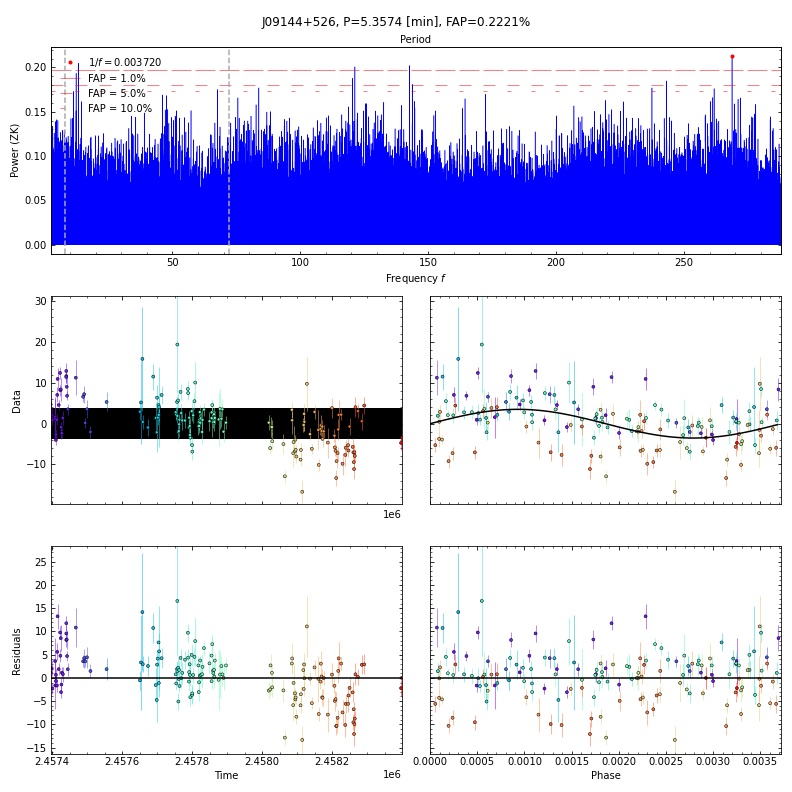 J09144+526, P=5.3574 [min], FAP=0.2221%
Period
Power (ZK)
0.20
0.15
0.10
0.05
0.00
1/f = 0.003720
FAP = 1.0%
FAP = 5.0%
FAP = 10.0%
50 100 150 200 250
Frequency f
Data
30
20
10
0
−10
1e6
Residuals
25
20
15
10
5
0
−5
−10
−15
2.4574 2.4576 2.4578 2.4580 2.4582
Time
1e6
0.0000 0.0005 0.0010 0.0015 0.0020 0.0025 0.0030 0.0035
Phase